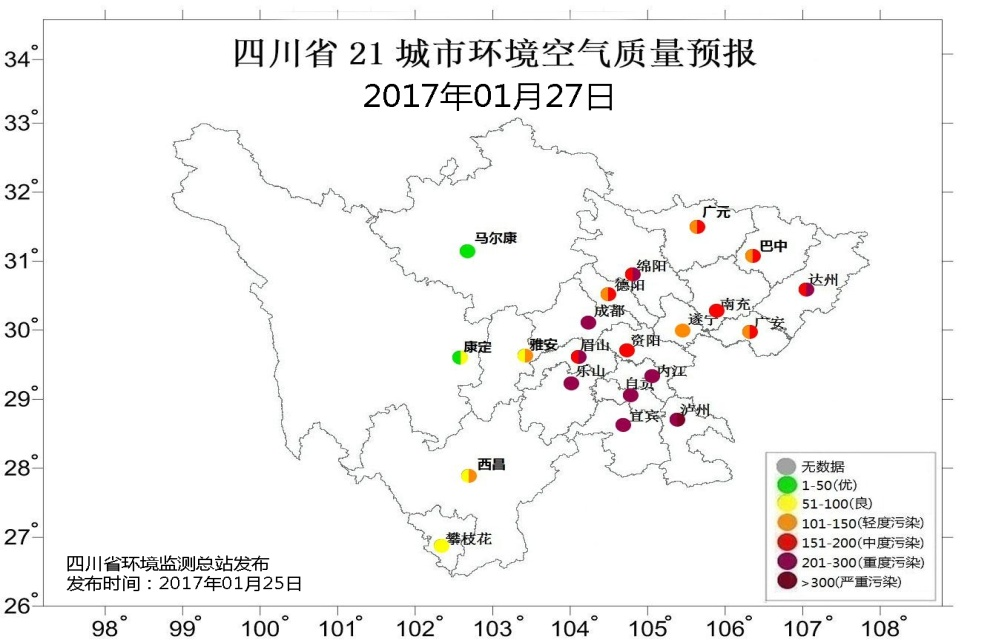 四川省 21 城市环境空气质量预报
2017年01月27日
34°
33°
32°
31°
30°
29°
28°
27°
26°
广元
马尔康
巴中
绵阳
达州
德阳
南充
成都
遂宁
广安
康定
雅安
眉山
资阳
乐山
内江
自贡
宜宾
泸州
西昌
攀枝花
无数据
1-50(优)
51-100(良)
101-150(轻度污染)
151-200(中度污染)
201-300(重度污染)
>300(严重污染)
四川省环境监测总站发布
发布时间：2017年01月25日
98°
99°
100°
101°
102°
103°
104°
105°
106°
107°
108°